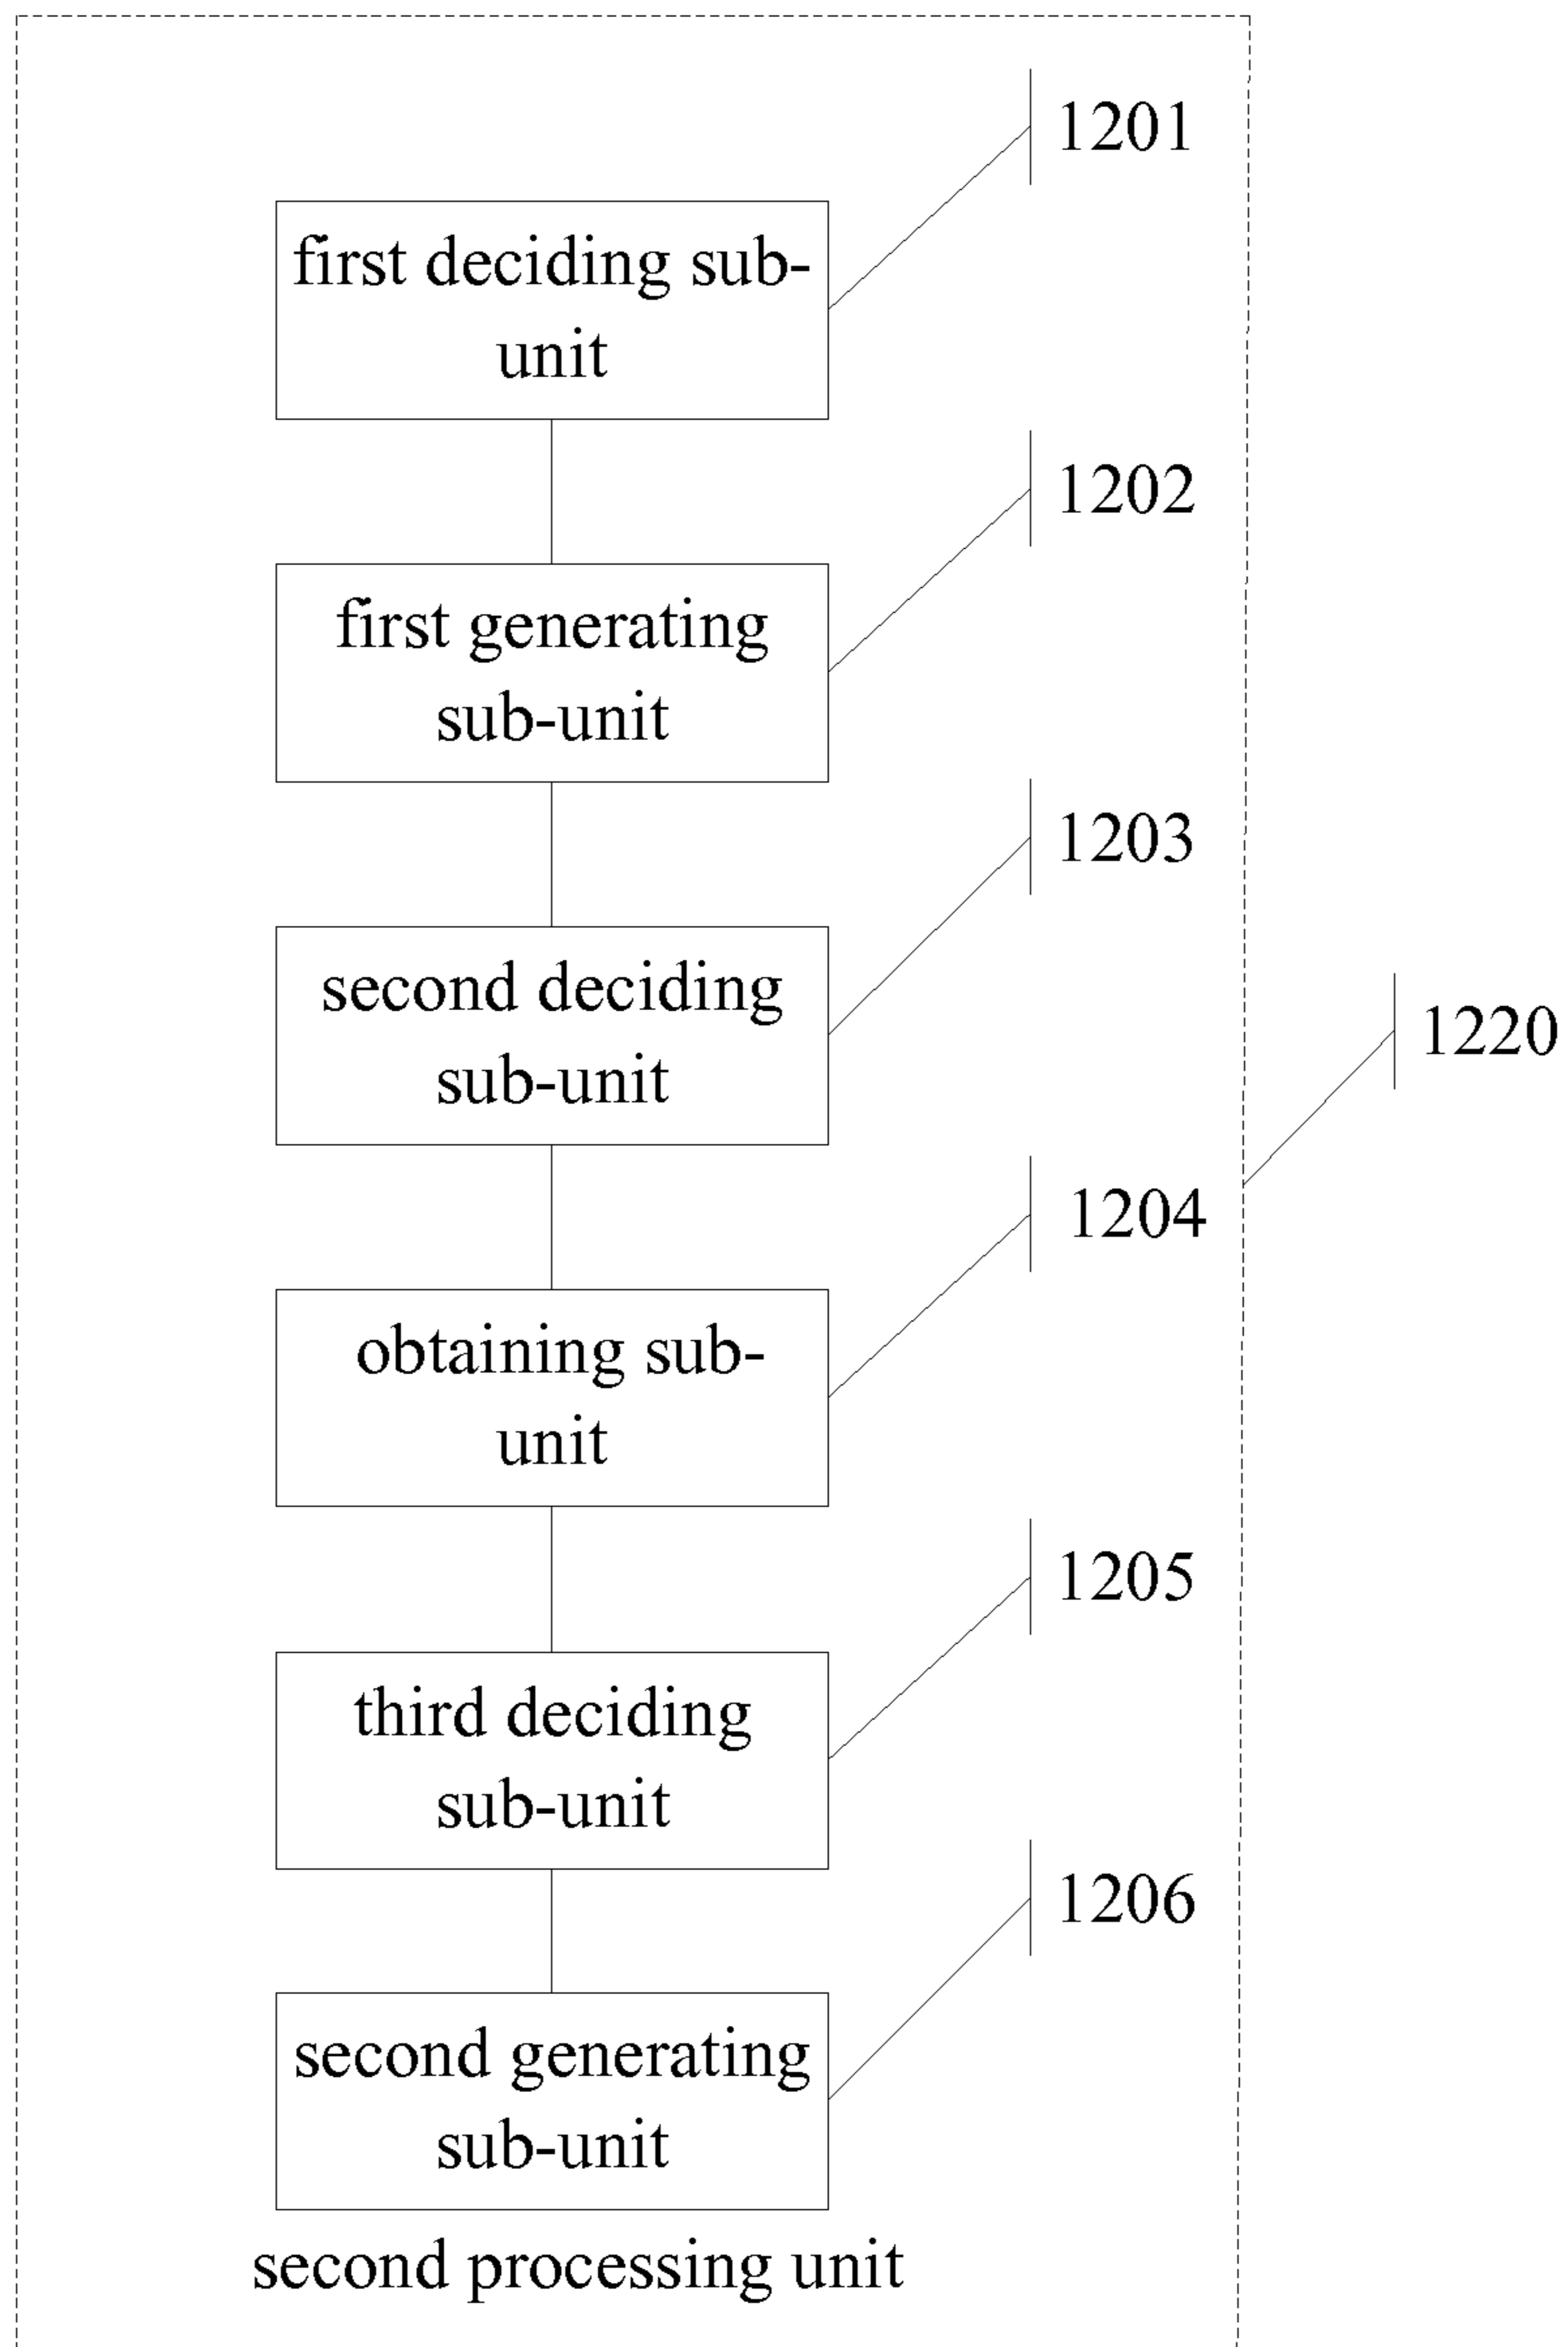 1201
first deciding sub-
unit
1202
first generating
sub-unit
1203
second deciding
sub-unit
1220
1204
obtaining sub-
unit
1205
third deciding
sub-unit
1206
second generating
sub-unit
second processing unit